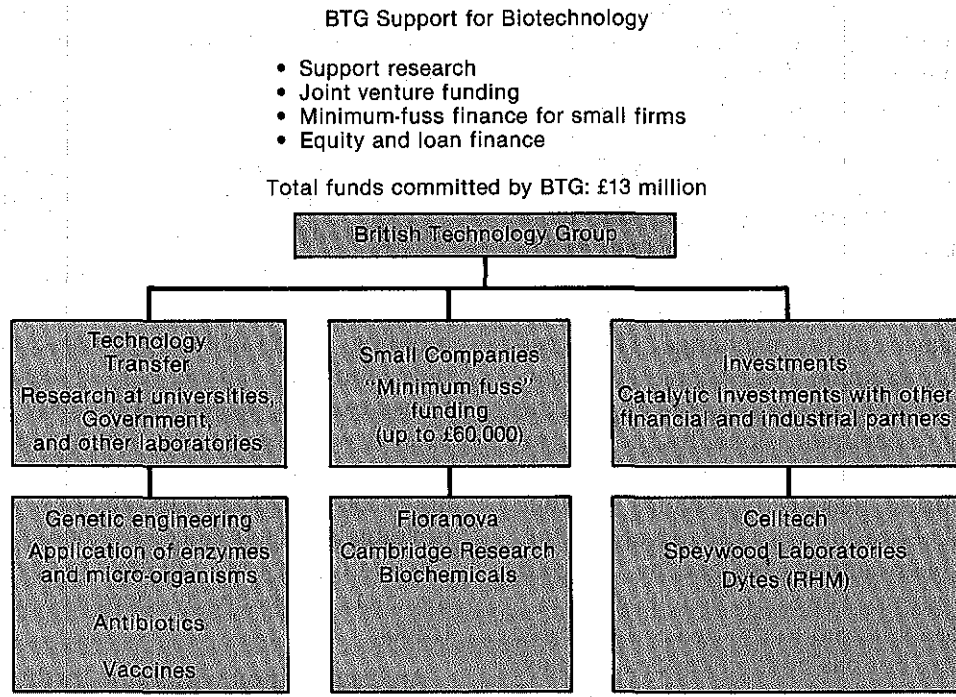 BTG Support for Biotechnology
• Support research
• Joint venture funding
• Minimum-fuss finance for small firms
• Equity and loan finance
Total funds committed by BTG: £13 million
British Technology Group
Technology
Transfer
Research at universities,
Government,
and other laboratories
Small Companies
"Minimum fuss"
funding
(up to £60,000)
Investments
Catalytic investments with other
financial and industrial partners
Genetic engineering
Application of enzymes
and micro-organisms
Antibiotics
Vaccines
Floranova
Cambridge Research
Biochemicals
Celltech
Speywood Laboratories
Dytes (RHM)